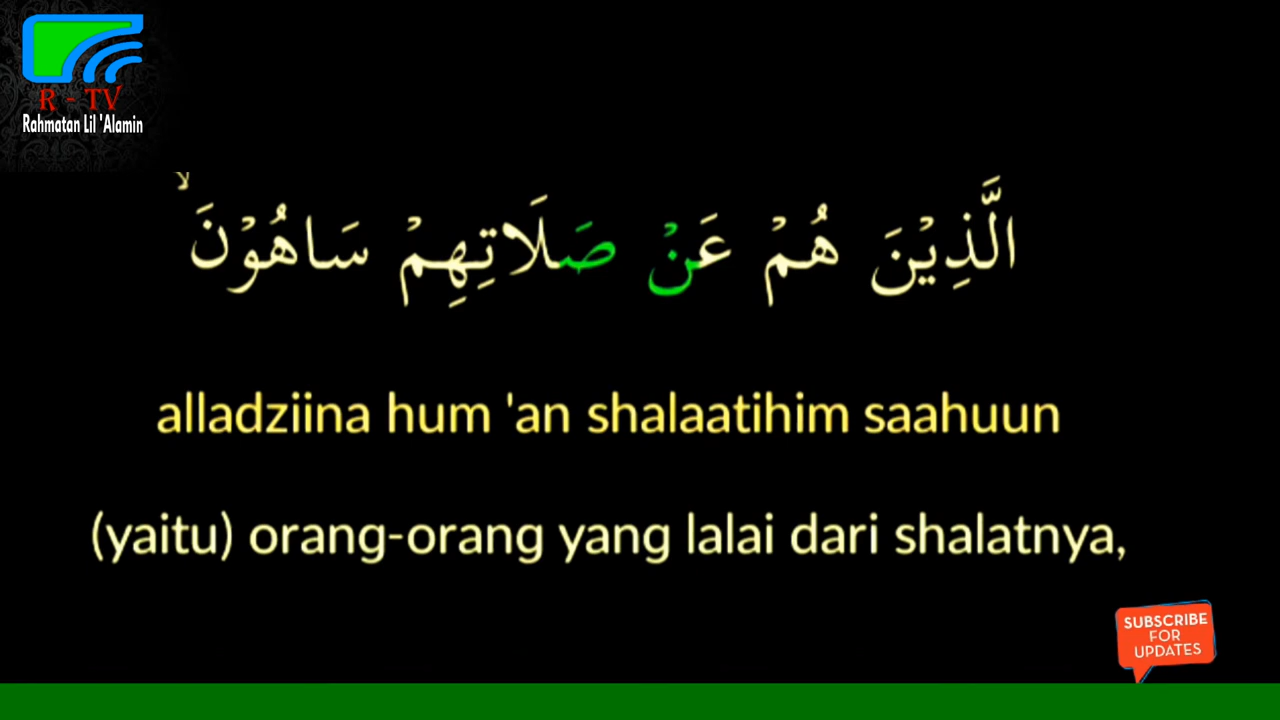 R - TV
Rahmatan Lil 'Alamin
الَّذِيْنَ هُمْ عَنْ صَلَاتِهِمْ سَاهُوْنَۙ
alladziina hum 'an shalaatihim saahuun
(yaitu) orang-orang yang lalai dari shalatnya,
SUBSCRIBE
FOR
UPDATES